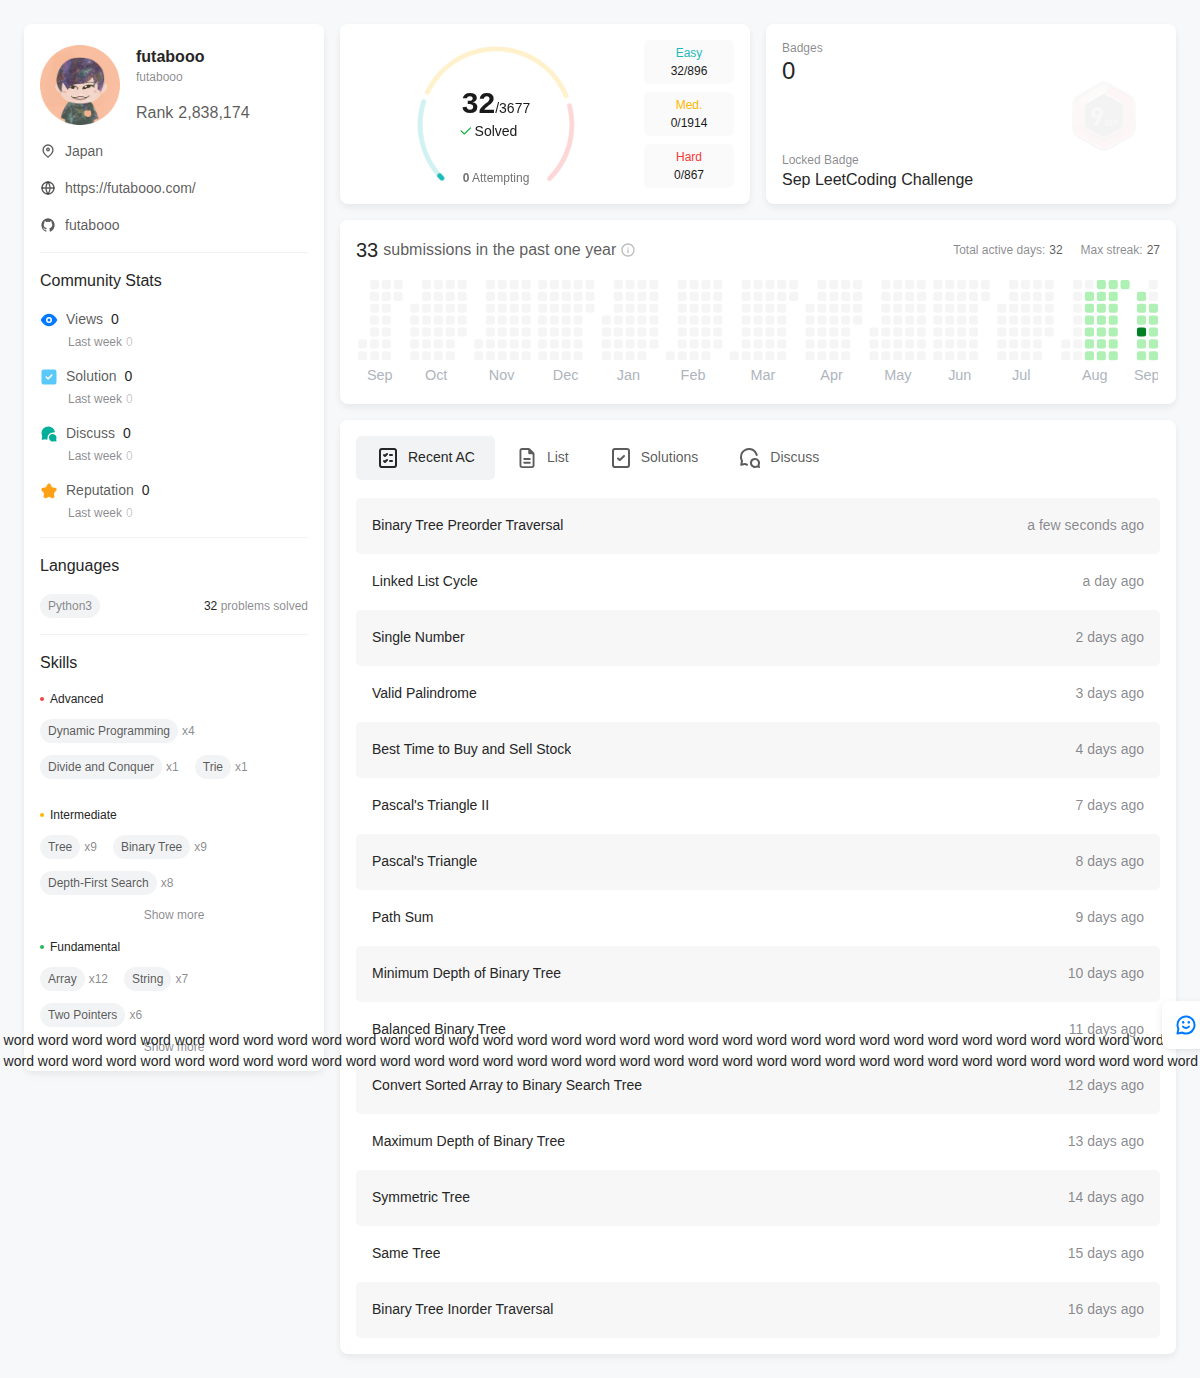 futabooo
futabooo
Rank 2,838,174
Japan
https://futabooo.com/
futabooo
Community Stats
Views 0
Last week 0
Solution 0
Last week 0
Discuss 0
Last week 0
Reputation 0
Last week 0
Languages
Python3 32 problems solved
Skills
Advanced
Dynamic Programming x4
Divide and Conquer x1 Trie x1
Intermediate
Tree x9 Binary Tree x9
Depth-First Search x8
Show more
Fundamental
Array x12 String x7
Two Pointers x6
Show more
32/3677
Solved
0 Attempting
Easy
32/896
Med.
0/1914
Hard
0/867
Badges
0
Locked Badge
Sep LeetCoding Challenge
33 submissions in the past one year
Total active days: 32 Max streak: 27
Sep Oct Nov Dec Jan Feb Mar Apr May Jun Jul Aug Sep
Recent AC List Solutions Discuss
Binary Tree Preorder Traversal a few seconds ago
Linked List Cycle a day ago
Single Number 2 days ago
Valid Palindrome 3 days ago
Best Time to Buy and Sell Stock 4 days ago
Pascal's Triangle II 7 days ago
Pascal's Triangle 8 days ago
Path Sum 9 days ago
Minimum Depth of Binary Tree 10 days ago
Balanced Binary Tree 11 days ago
word word word word word word word word word word word word word word word word word word word word word word word word word word word word word word word word word word
word word word word word word word word word word word word word word word word word word word word word word word word word word word word word word word word word word word
Convert Sorted Array to Binary Search Tree 12 days ago
Maximum Depth of Binary Tree 13 days ago
Symmetric Tree 14 days ago
Same Tree 15 days ago
Binary Tree Inorder Traversal 16 days ago